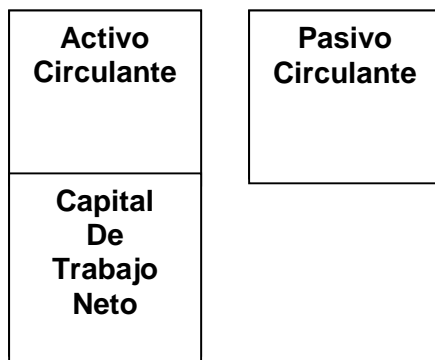 Activo
Circulante
Pasivo
Circulante
Capital
De
Trabajo
Neto